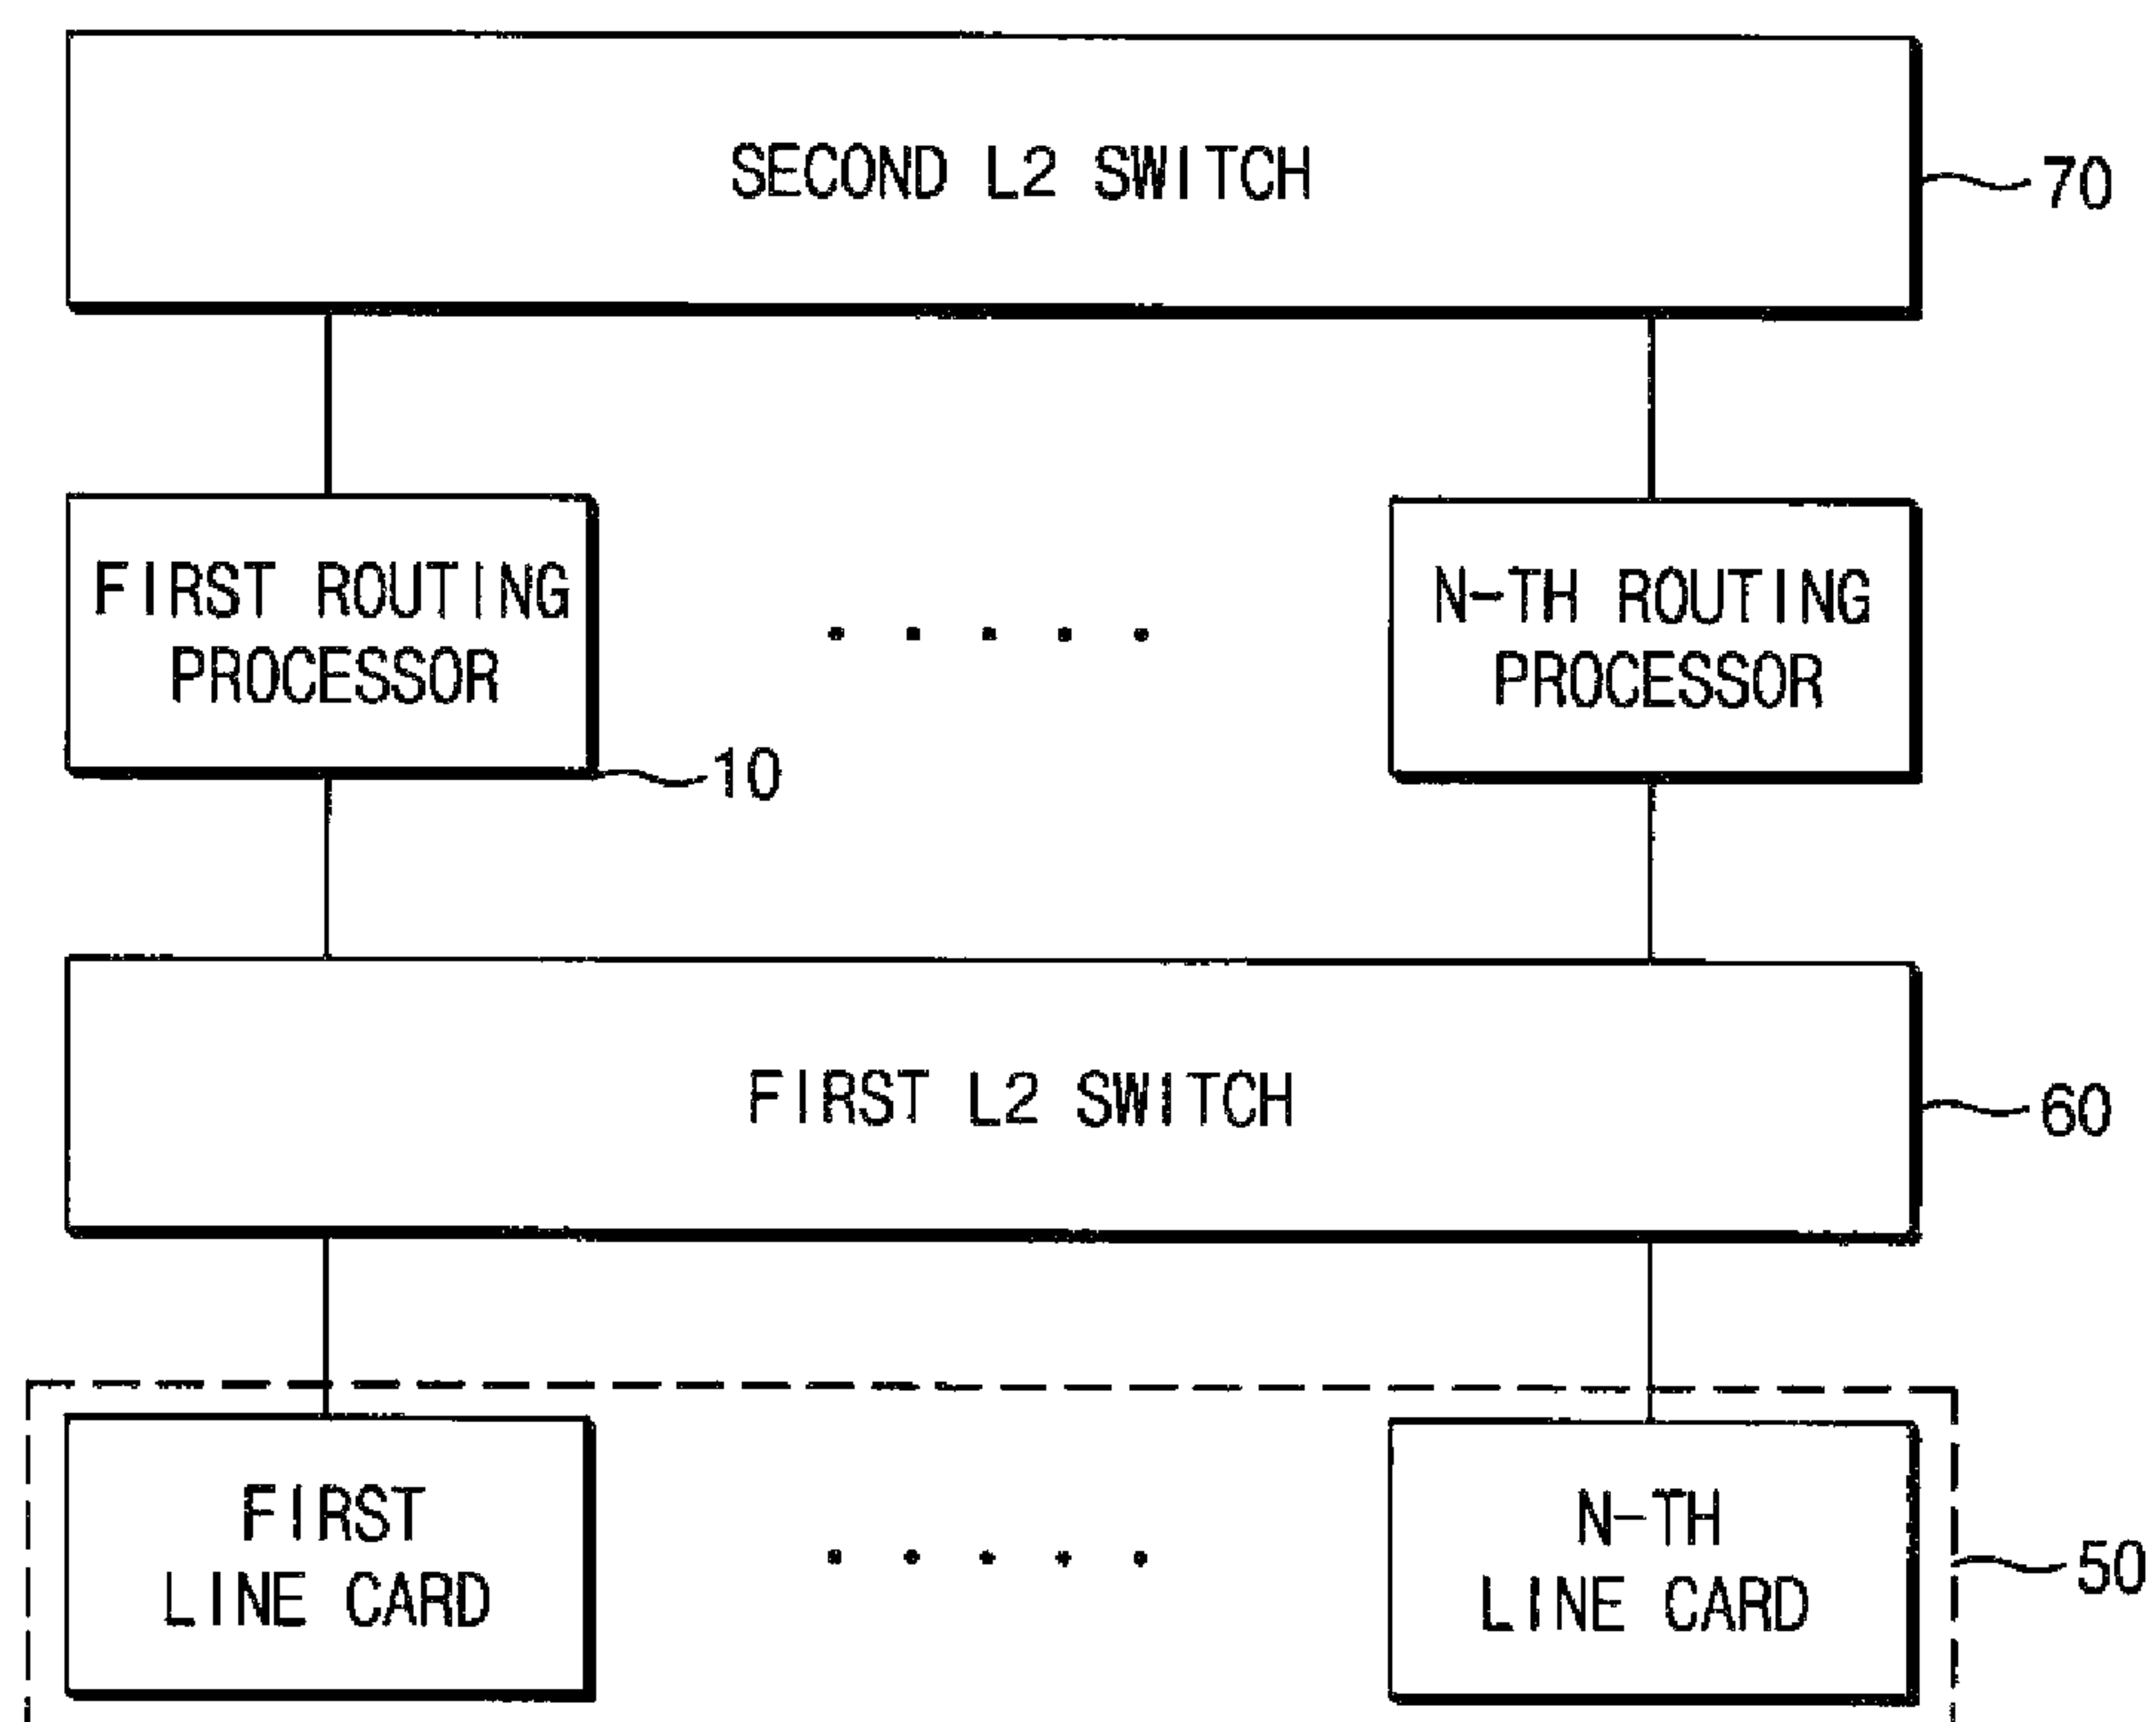 SECOND L2 SWITCH
70
FIRST ROUTING
PROCESSOR
10
N-TH ROUTING
PROCESSOR
FIRST L2 SWITCH
60
FIRST
LINE CARD
N-TH
LINE CARD
50